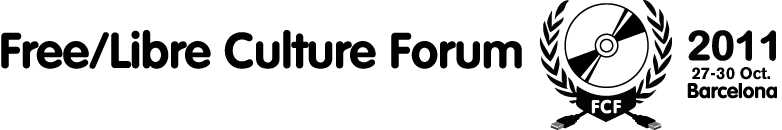 Free/Libre Culture Forum
FCF
2011
27-30 Oct.
Barcelona